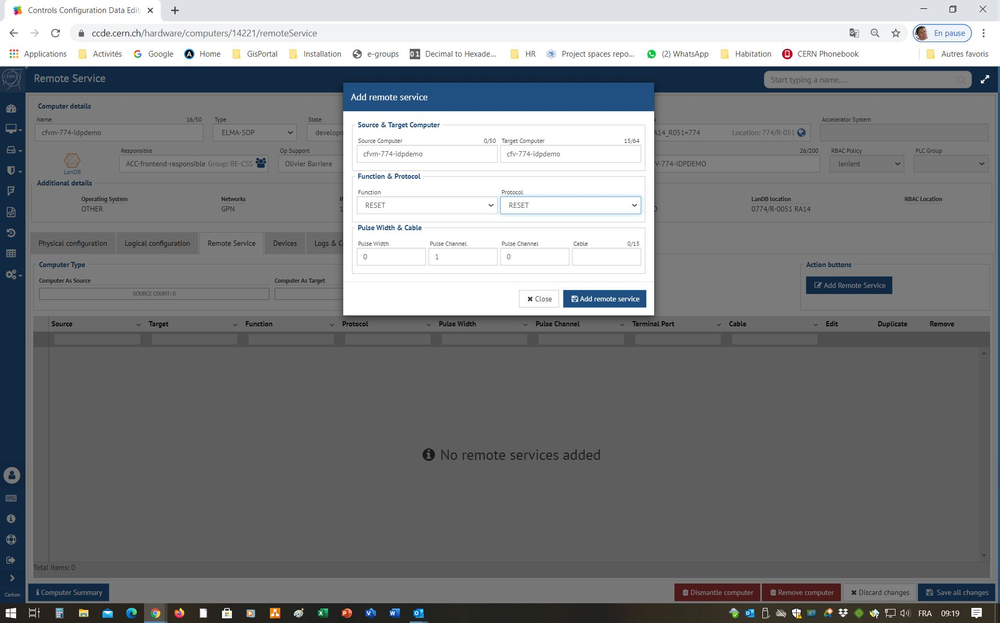 Controls Configuration Data Edit
ccde.cern.ch/hardware/computers/14221/remoteService
En pause
Applications
Activités
Google
Home
GisPortal
Installation
e-groups
01 Decimal to Hexade...
HR
Project spaces repo...
(2) WhatsApp
Habitation
CERN Phonebook
Autres favoris
CERN
Remote Service
Start typing a name....
Computer details
Name 16/50
cfvm-774-idpdemo
Type
ELMA-SOP
State
developm
A14_R051=774 Location: 774/R-051
Accelerator System
LanDB
Responsible
ACC-frontend-responsible Group: BE-CSS
Op Support
Olivier Barriere
26/200
V-774-IDPDEMO
RBAC Policy
lenient
PLC Group
Additional details
Operating System
OTHER
Networks
GPN
LanDB location
0774/R-0051 RA14
RBAC Location
Physical configuration
Logical configuration
Remote Service
Devices
Logs & C
Computer Type
Computer As Source
SOURCE COUNT: 0
Computer As Target
Action buttons
Add Remote Service
Add remote service
Source & Target Computer
Source Computer 0/50
cfvm-774-idpdemo
Target Computer 15/64
cfv-774-idpdemo
Function & Protocol
Function
RESET
Protocol
RESET
Pulse Width & Cable
Pulse Width
0
Pulse Channel
1
Pulse Channel
0
Cable 0/15
Close
Add remote service
Source
Target
Function
Protocol
Pulse Width
Pulse Channel
Terminal Port
Cable
Edit
Duplicate
Remove
No remote services added
Total Items: 0
Carbon
Computer Summary
Dismantle computer
Remove computer
Discard changes
Save all changes
FRA
09:19